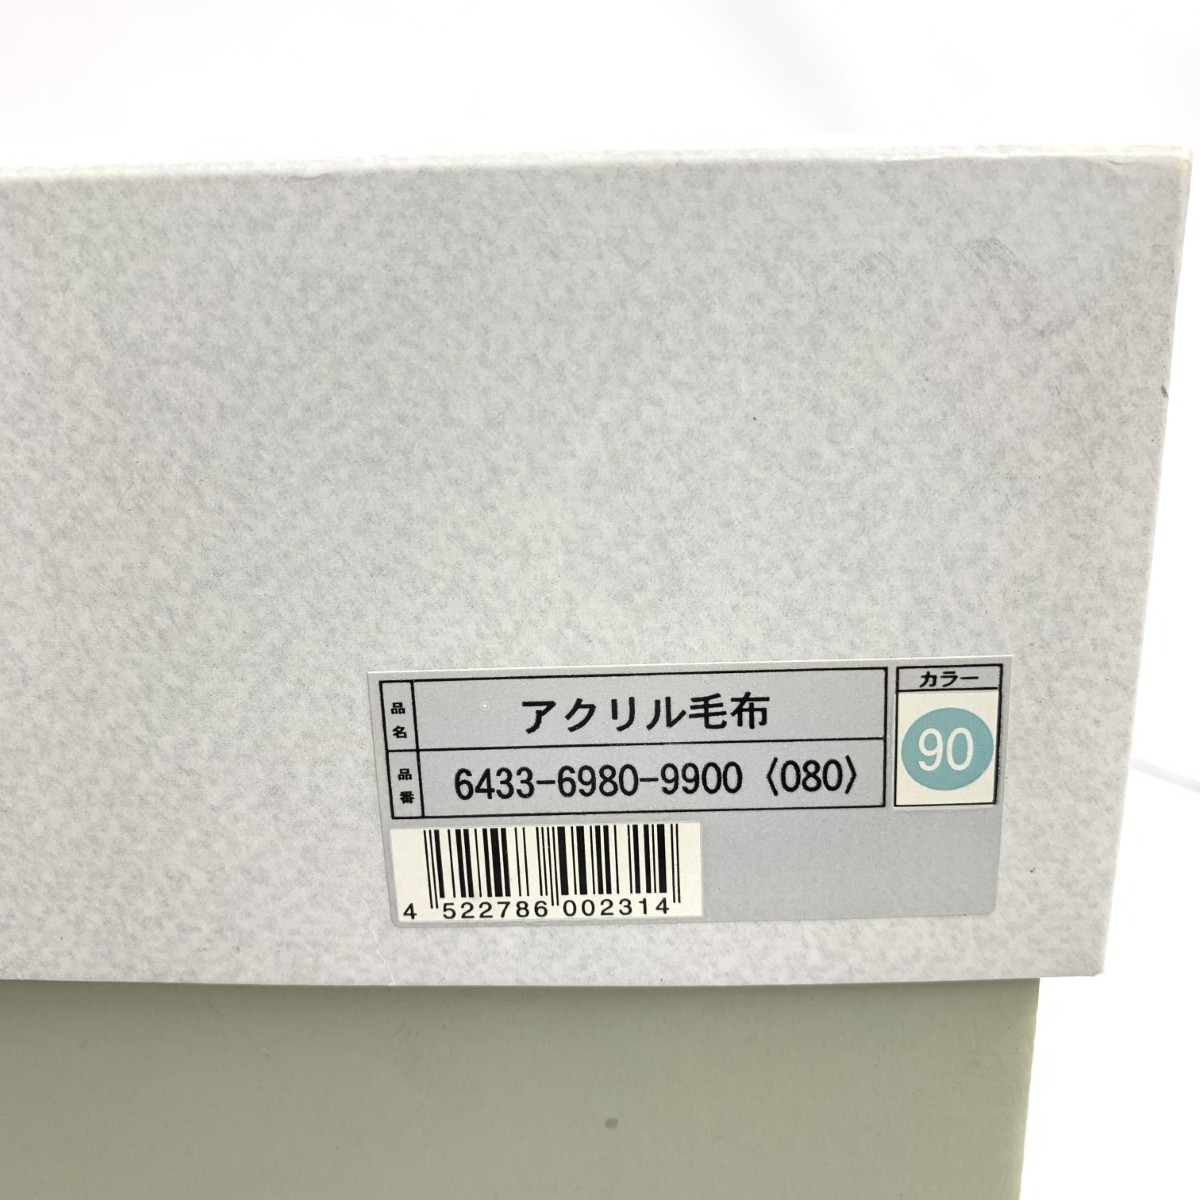 品名 アクリル毛布
品番 6433-6980-9900〈080〉
カラー
90
4 522786 002314